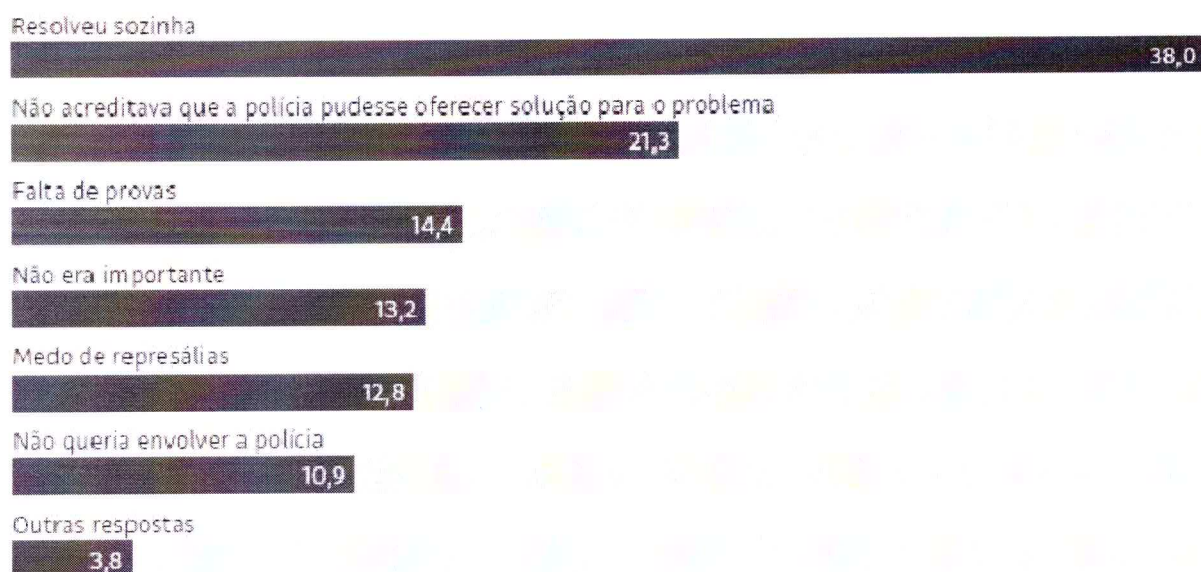 Resolveu sozinha
38,0
Não acreditava que a polícia pudesse oferecer solução para o problema
21,3
Falta de provas
14,4
Não era importante
13,2
Medo de represálias
12,8
Não queria envolver a polícia
10,9
Outras respostas
3,8